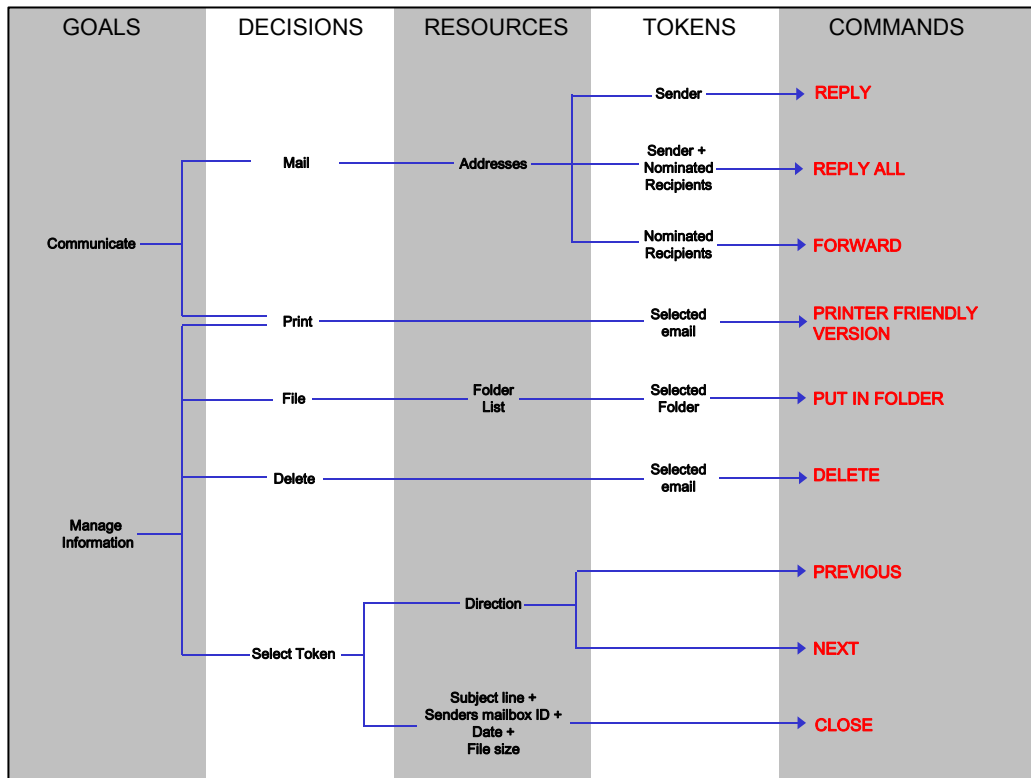 GOALS
DECISIONS
RESOURCES
TOKENS
COMMANDS
Sender
REPLY
Mail
Addresses
Sender +
Nominated
Recipients
REPLY ALL
Communicate
Nominated
Recipients
FORWARD
Print
Selected
email
PRINTER FRIENDLY
VERSION
File
Folder
List
Selected
Folder
PUT IN FOLDER
Delete
Selected
email
DELETE
Manage
Information
PREVIOUS
Direction
Select Token
NEXT
Subject line +
Senders mailbox ID +
Date +
File size
CLOSE